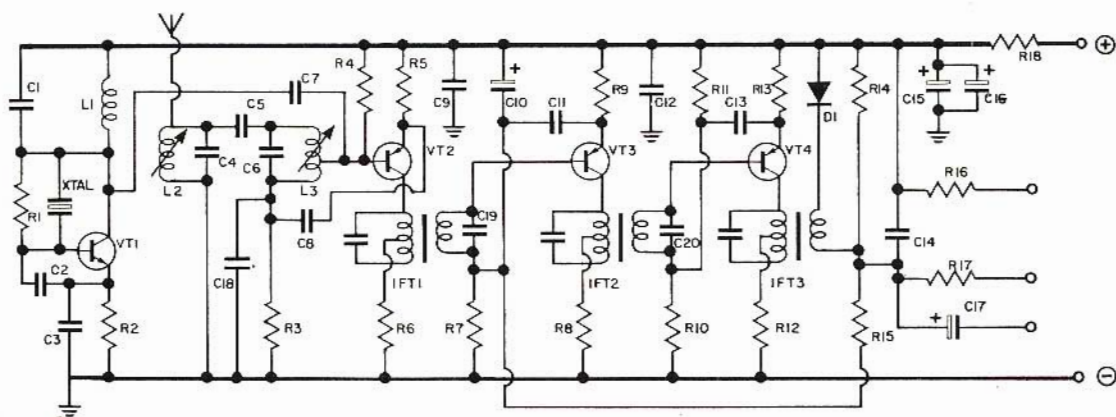 C1
L1
XTAL
R1
VT1
C2
C3
R2
L2
C4
C5
C6
L3
C7
C8
C18
R3
R4
R5
VT2
IFT1
R6
C9
C10
C19
R7
C11
R9
VT3
IFT2
R8
C12
C20
R10
R11
C13
R13
VT4
IFT3
R12
D1
R14
R15
C15
C16
R18
+
R16
C14
R17
+
C17
+
+
+
−